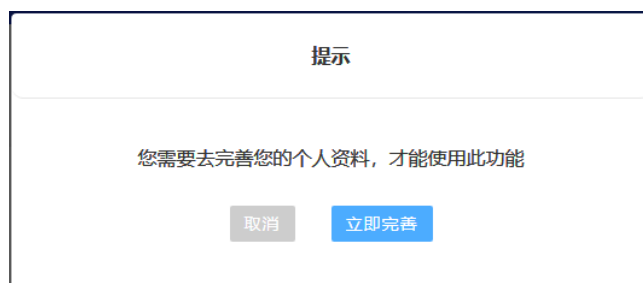 提示
您需要去完善您的个人资料，才能使用此功能
取消
立即完善